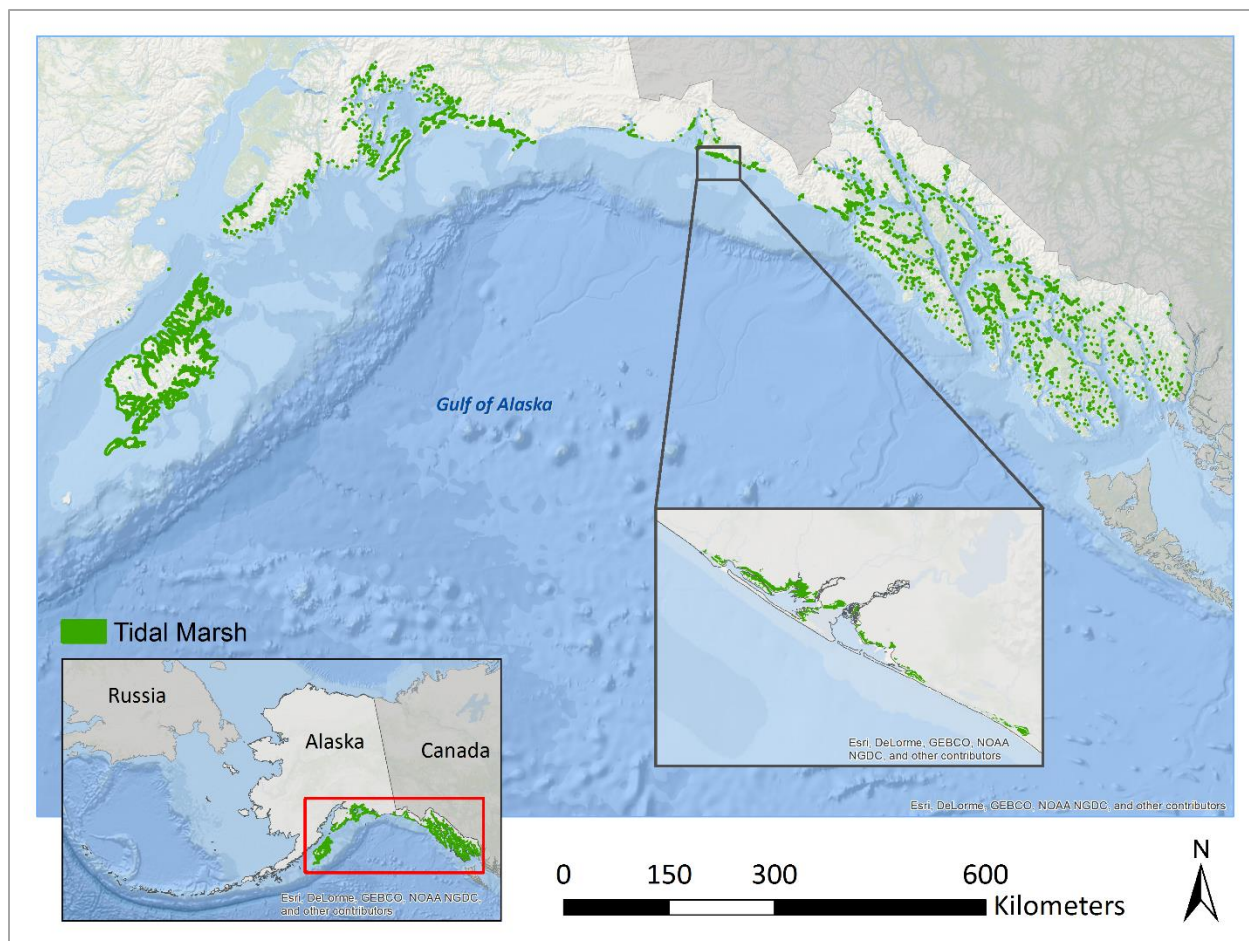 Gulf of Alaska
Tidal Marsh
Russia
Alaska
Canada
Esri, DeLorme, GEBCO, NOAA NGDC,
and other contributors
Esri, DeLorme, GEBCO, NOAA
NGDC, and other contributors
Esri, DeLorme, GEBCO, NOAA NGDC, and other contributors
0 150 300 600
Kilometers
N